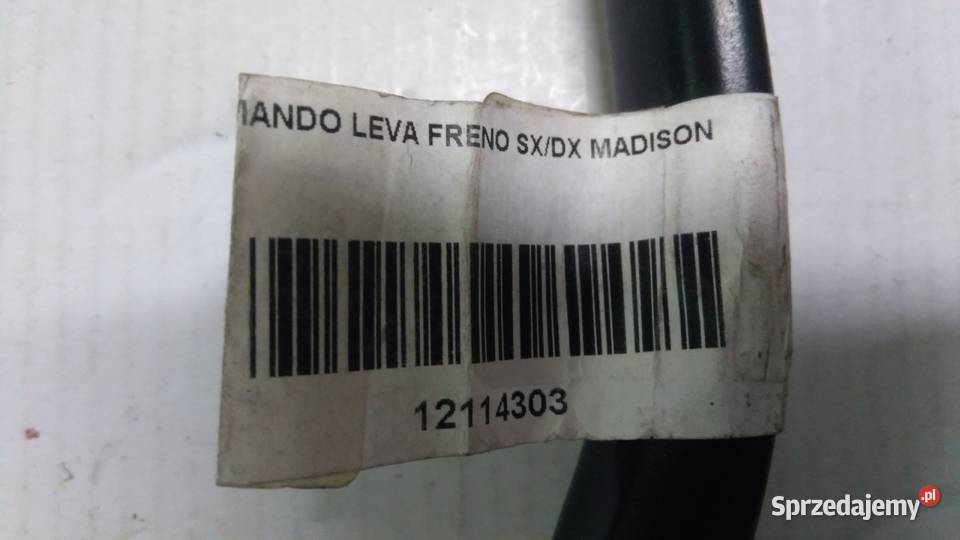 MANDO LEVA FRENO SX/DX MADISON
12114303
Sprzedajemy.pl